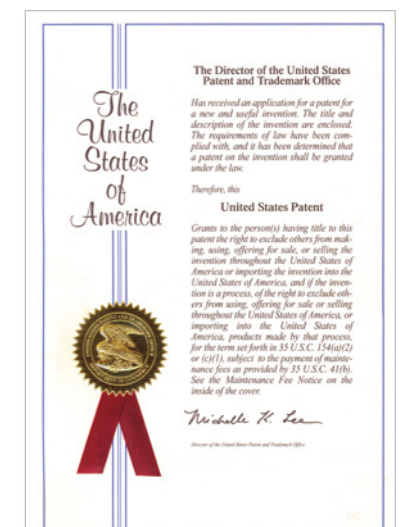 The
United
States
of
America
The Director of the United States
Patent and Trademark Office
Has received an application for a patent for
a new and useful invention. The title and
description of the invention are enclosed.
The requirements of law have been com-
plied with, and it has been determined that
a patent on the invention shall be granted
under the law.
Therefore, this
United States Patent
Grants to the person(s) having title to this
patent the right to exclude others from mak-
ing, using, offering for sale, or selling the
invention throughout the United States of
America or importing the invention into the
United States of America, and if the inven-
tion is a process, of the right to exclude oth-
ers from using, offering for sale or selling
throughout the United States of America, or
importing into the United States of
America, products made by that process,
for the term set forth in 35 U.S.C. 154(a)(2)
or (c)(1), subject to the payment of mainte-
nance fees as provided by 35 U.S.C. 41(b).
See the Maintenance Fee Notice on the
inside of the cover.
Michelle K. Lee
Director of the United States Patent and Trademark Office